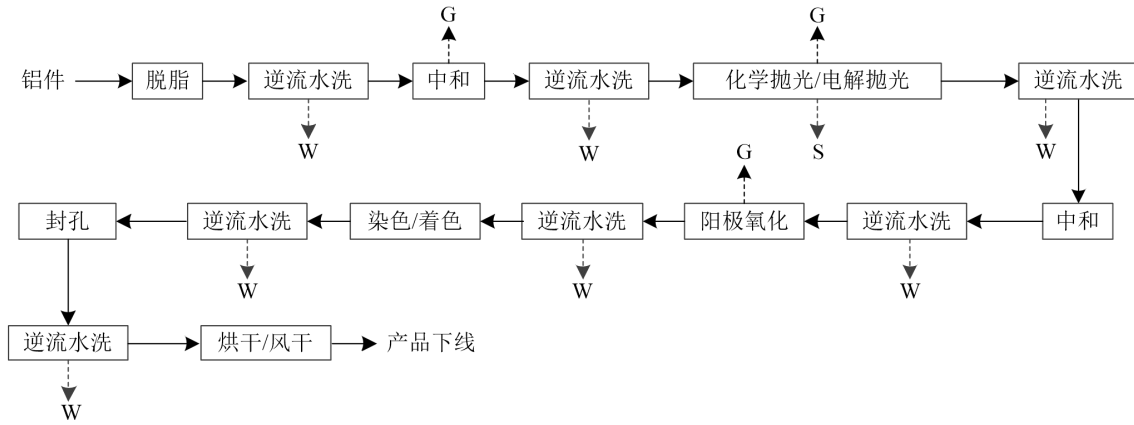 G
G
铝件
脱脂
逆流水洗
中和
逆流水洗
化学抛光/电解抛光
逆流水洗
W
W
S
W
G
封孔
逆流水洗
染色/着色
逆流水洗
阳极氧化
逆流水洗
中和
W
W
W
逆流水洗
烘干/风干
产品下线
W